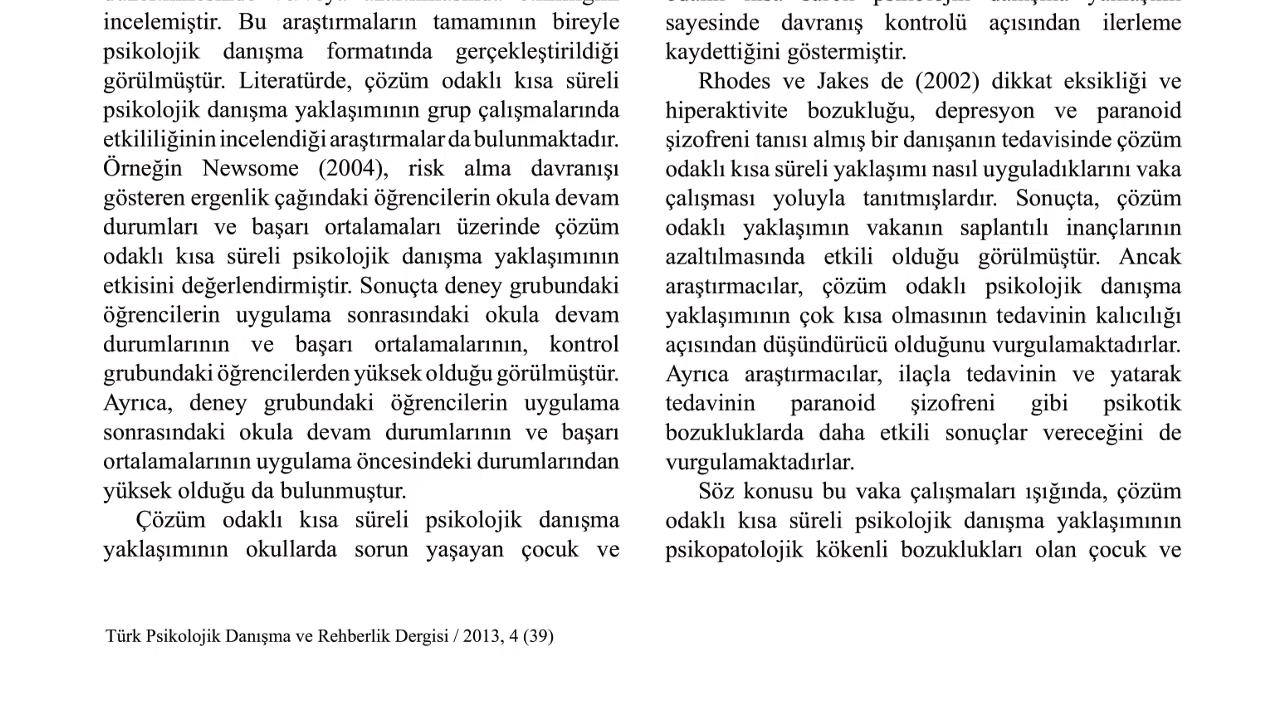 incelemiştir. Bu araştırmaların tamamının bireyle
psikolojik danışma formatında gerçekleştirildiği
görülmüştür. Literatürde, çözüm odaklı kısa süreli
psikolojik danışma yaklaşımının grup çalışmalarında
etkililiğinin incelendiği araştırmalar da bulunmaktadır.
Örneğin Newsome (2004), risk alma davranışı
gösteren ergenlik çağındaki öğrencilerin okula devam
durumları ve başarı ortalamaları üzerinde çözüm
odaklı kısa süreli psikolojik danışma yaklaşımının
etkisini değerlendirmiştir. Sonuçta deney grubundaki
öğrencilerin uygulama sonrasındaki okula devam
durumlarının ve başarı ortalamalarının, kontrol
grubundaki öğrencilerden yüksek olduğu görülmüştür.
Ayrıca, deney grubundaki öğrencilerin uygulama
sonrasındaki okula devam durumlarının ve başarı
ortalamalarının uygulama öncesindeki durumlarından
yüksek olduğu da bulunmuştur.
Çözüm odaklı kısa süreli psikolojik danışma
yaklaşımının okullarda sorun yaşayan çocuk ve
sayesinde davranış kontrolü açısından ilerleme
kaydettiğini göstermiştir.
Rhodes ve Jakes de (2002) dikkat eksikliği ve
hiperaktivite bozukluğu, depresyon ve paranoid
şizofreni tanısı almış bir danışanın tedavisinde çözüm
odaklı kısa süreli yaklaşımı nasıl uyguladıklarını vaka
çalışması yoluyla tanıtmışlardır. Sonuçta, çözüm
odaklı yaklaşımın vakanın saplantılı inançlarının
azaltılmasında etkili olduğu görülmüştür. Ancak
araştırmacılar, çözüm odaklı psikolojik danışma
yaklaşımının çok kısa olmasının tedavinin kalıcılığı
açısından düşündürücü olduğunu vurgulamaktadırlar.
Ayrıca araştırmacılar, ilaçla tedavinin ve yatarak
tedavinin paranoid şizofreni gibi psikotik
bozukluklarda daha etkili sonuçlar vereceğini de
vurgulamaktadırlar.
Söz konusu bu vaka çalışmaları ışığında, çözüm
odaklı kısa süreli psikolojik danışma yaklaşımının
psikopatolojik kökenli bozuklukları olan çocuk ve
Türk Psikolojik Danışma ve Rehberlik Dergisi / 2013, 4 (39)